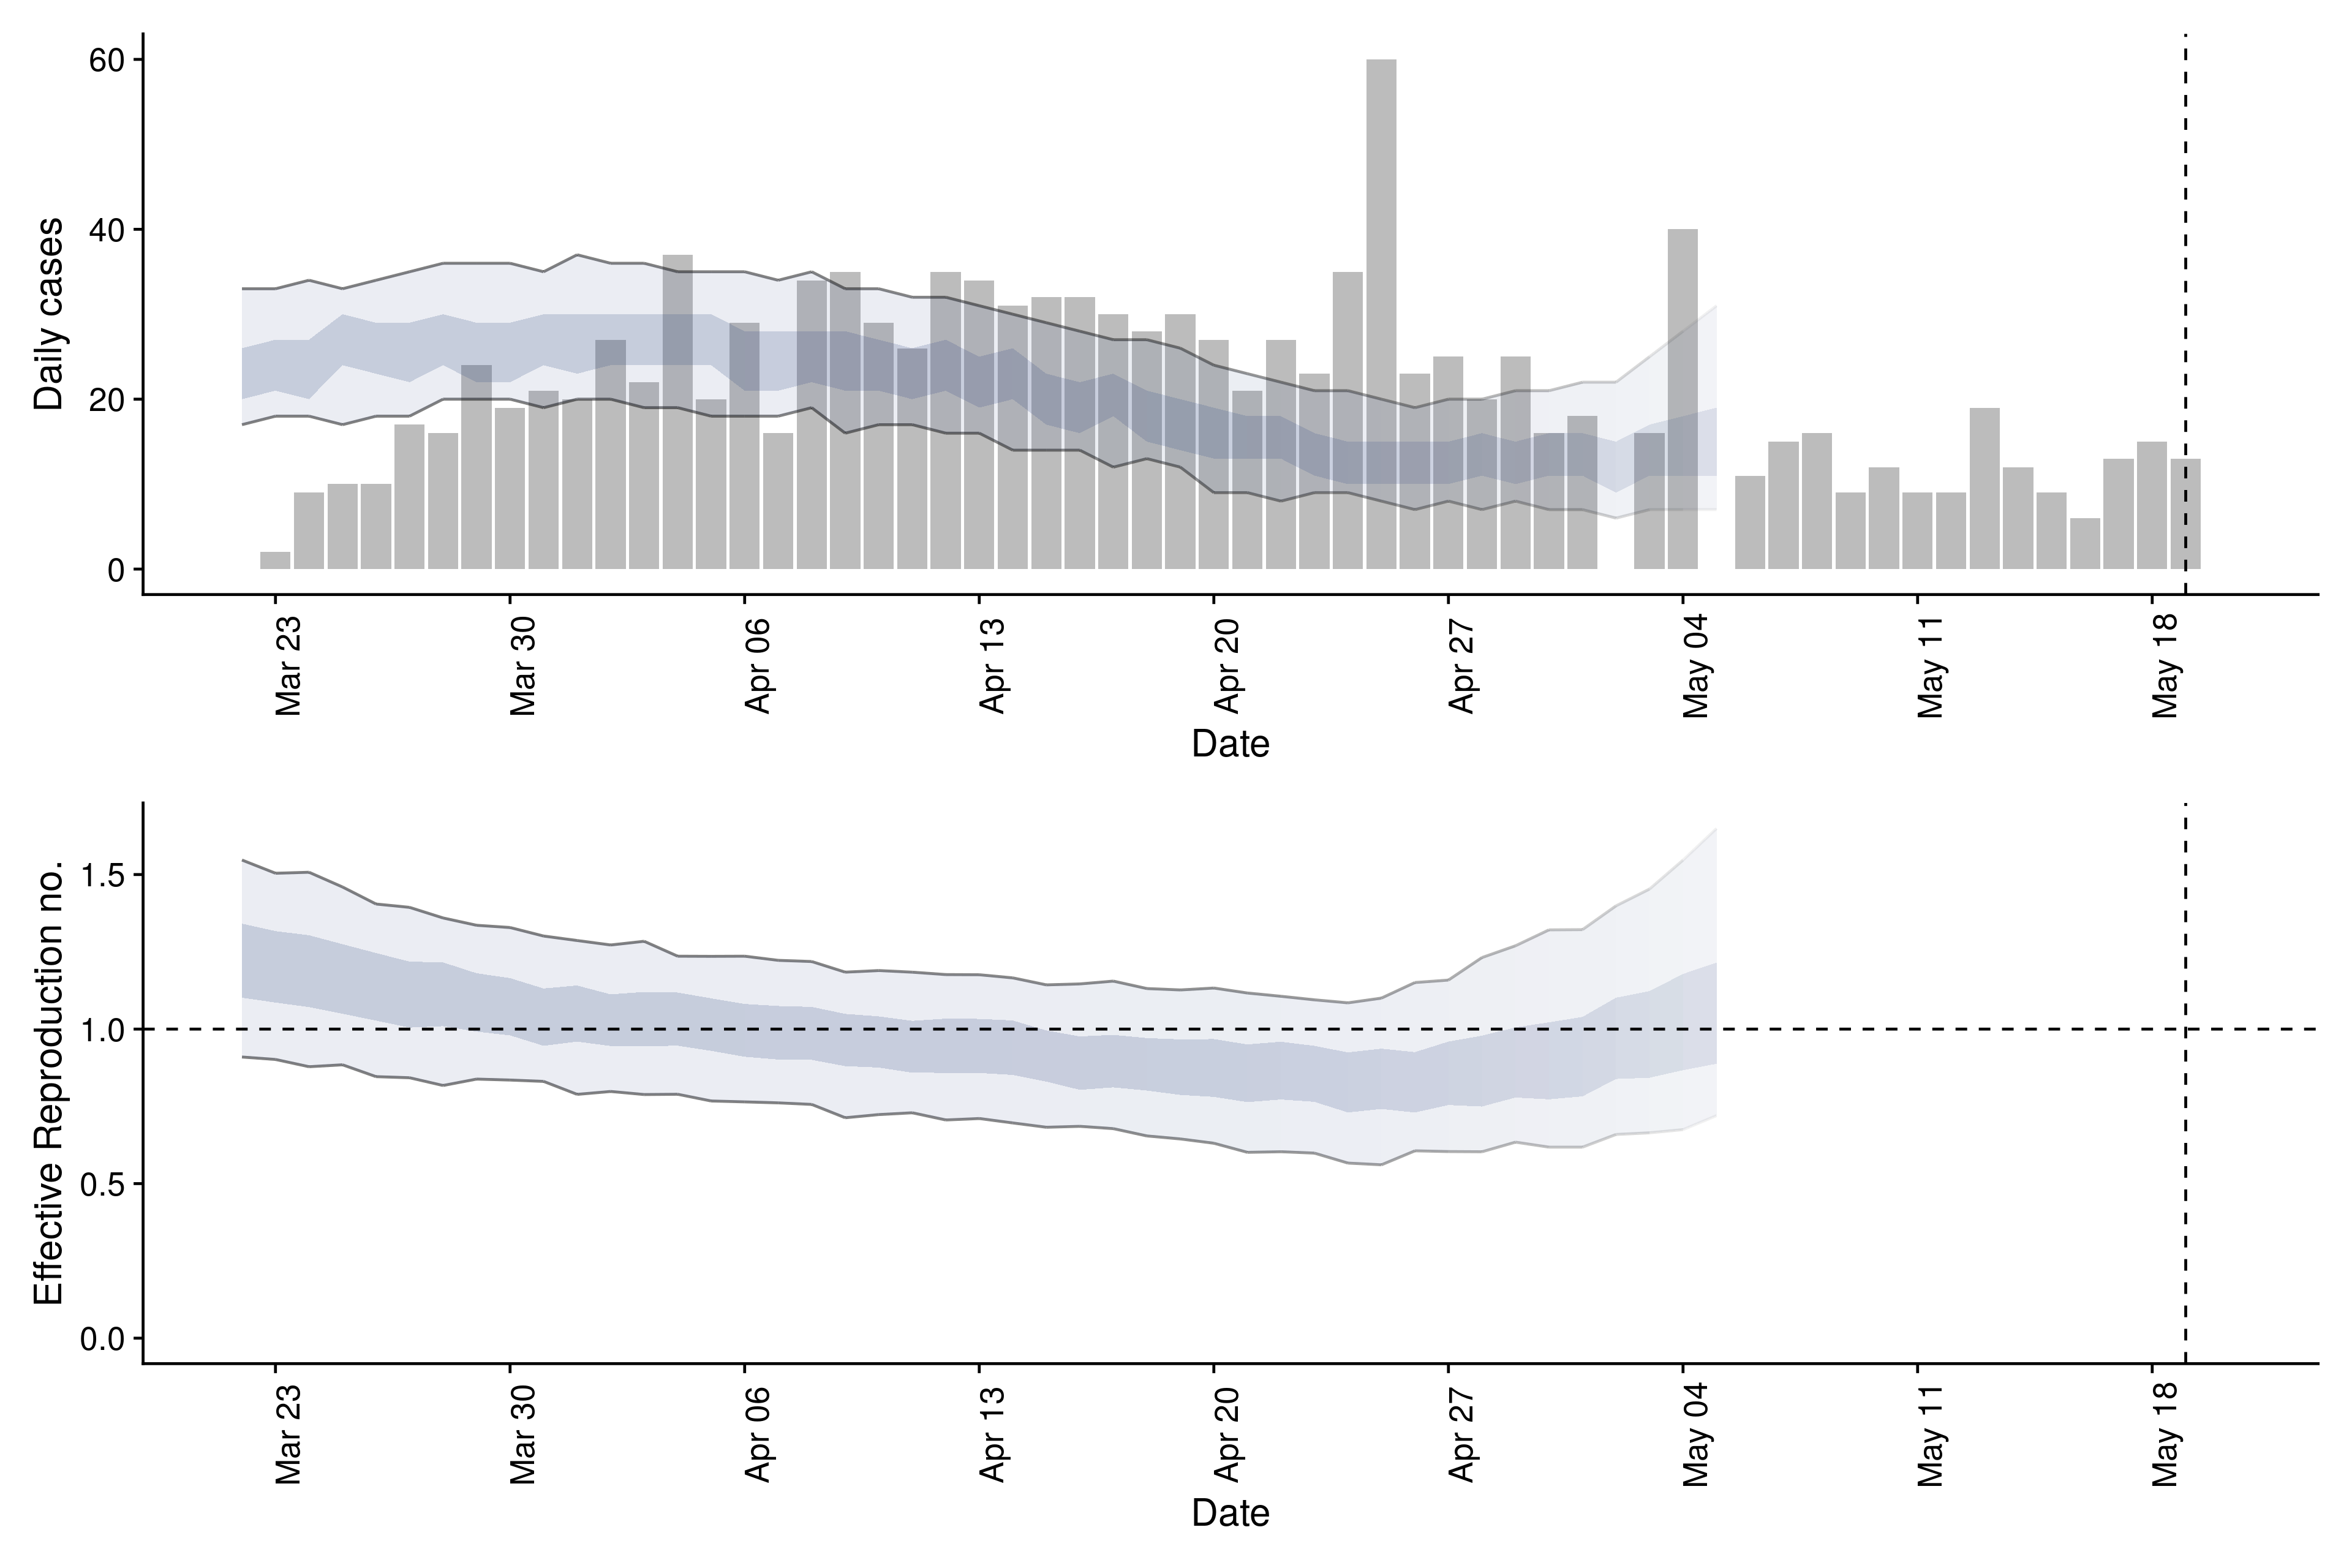 Daily cases
60
40
20
0
Mar 23
Mar 30
Apr 06
Apr 13
Apr 20
Apr 27
May 04
May 11
May 18
Date
Effective Reproduction no.
1.5
1.0
0.5
0.0
Mar 23
Mar 30
Apr 06
Apr 13
Apr 20
Apr 27
May 04
May 11
May 18
Date